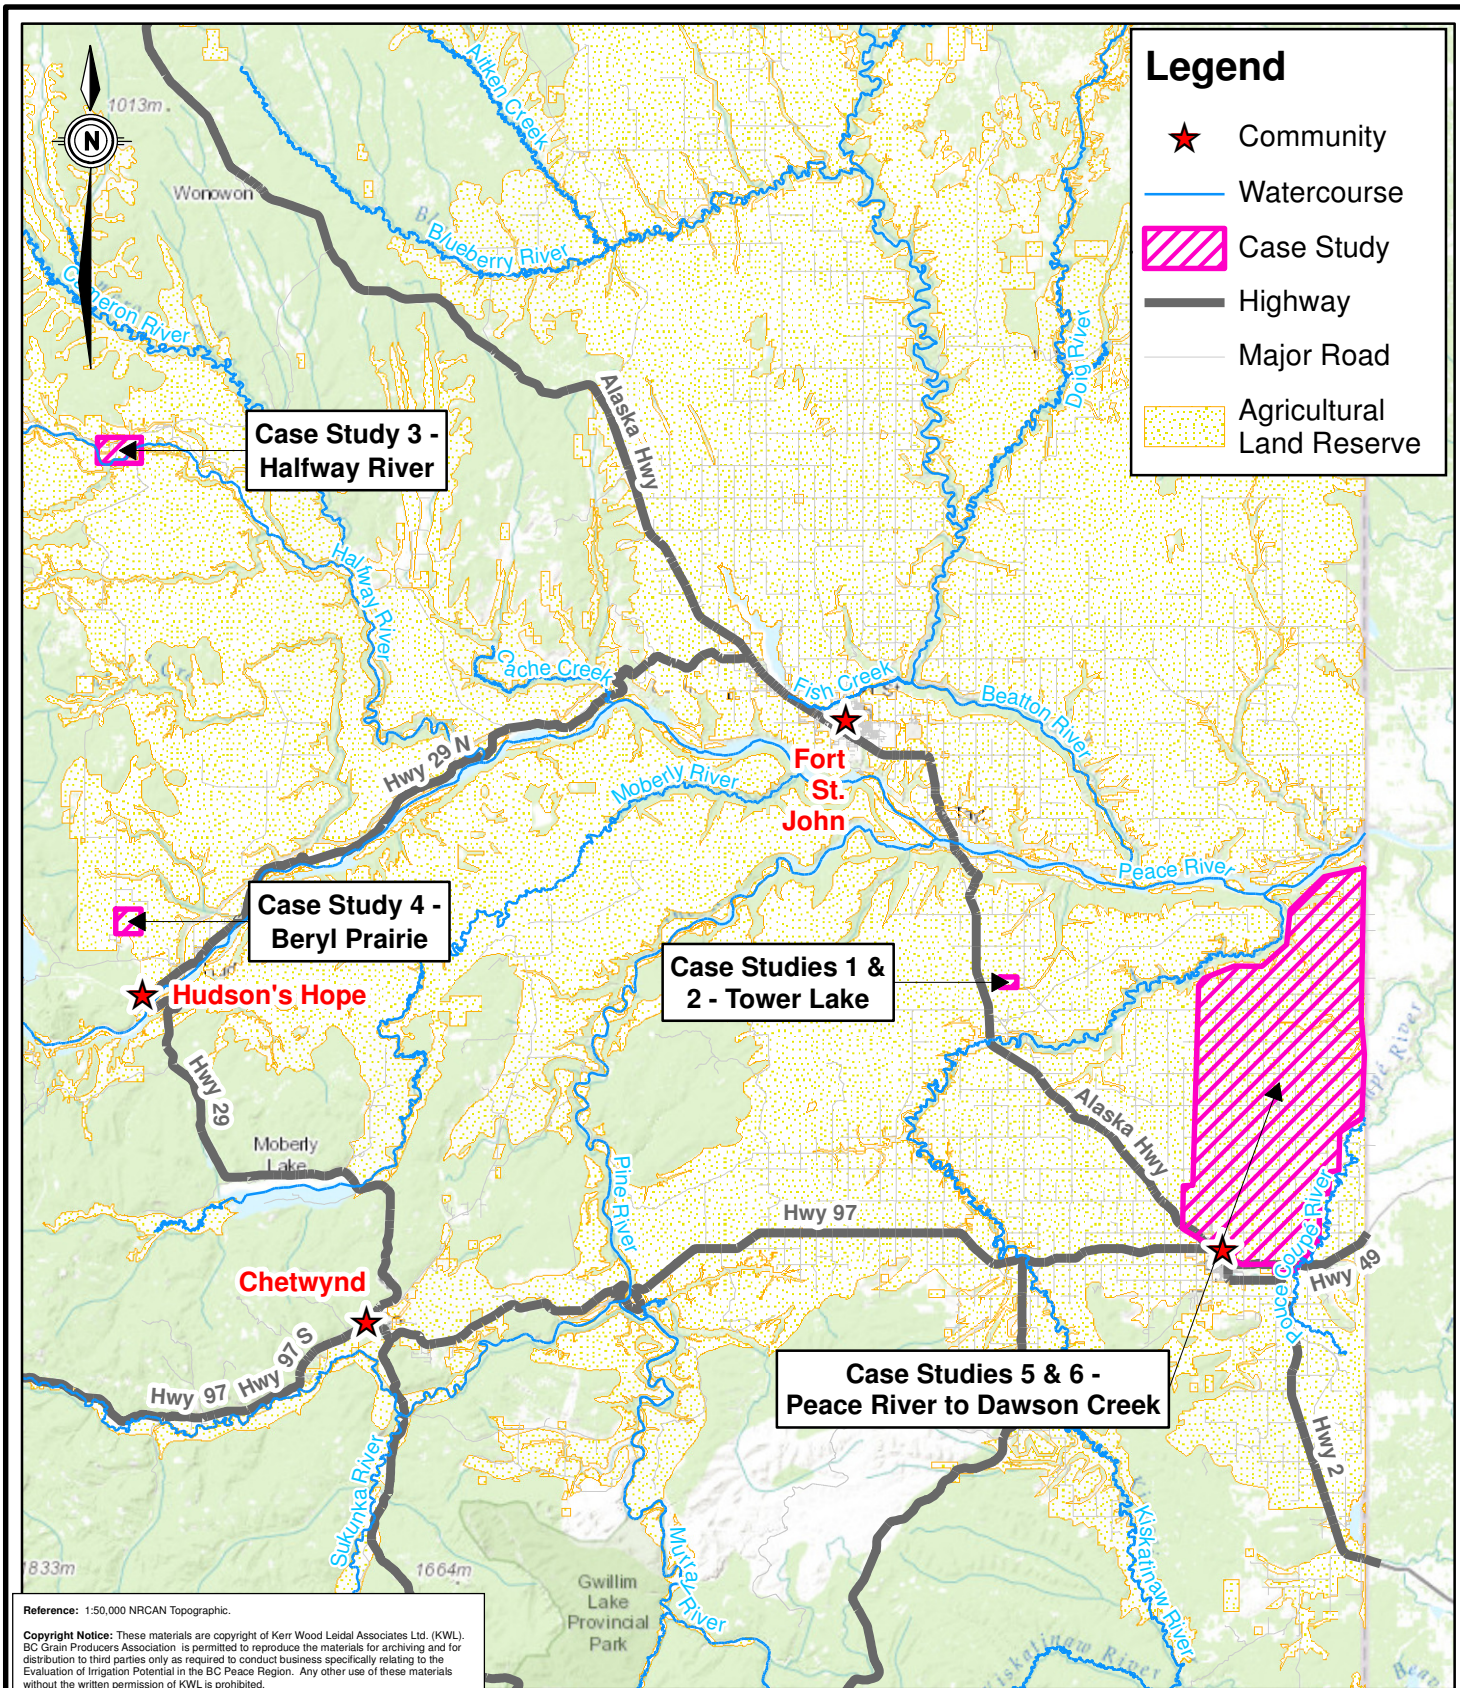 Legend
Community
Watercourse
Case Study
Highway
Major Road
Agricultural
Land Reserve
N
1013m
Wonowon
Aitken Creek
Blueberry River
Cameron River
Doig River
Alaska Hwy
Case Study 3 -
Halfway River
Halfway River
Cache Creek
Fish Creek
Beatton River
Hwy 29 N
Moberly River
Fort
St.
John
Peace River
Case Study 4 -
Beryl Prairie
Case Studies 1 &
2 - Tower Lake
Hudson's Hope
Hwy 29
Moberly
Lake
Alaska Hwy
Pine River
Hwy 97
Pouce Coupe River
Hwy 49
Chetwynd
Hwy 97 S
Hwy 97
Case Studies 5 & 6 -
Peace River to Dawson Creek
Hwy 2
Sukunka River
Murray River
Kiskatinaw River
Kiskatinaw River
1833m
1664m
Gwillim
Lake
Provincial
Park
Reference: 1:50,000 NRCAN Topographic.
Copyright Notice: These materials are copyright of Kerr Wood Leidal Associates Ltd. (KWL).
BC Grain Producers Association is permitted to reproduce the materials for archiving and for
distribution to third parties only as required to conduct business specifically relating to the
Evaluation of Irrigation Potential in the BC Peace Region. Any other use of these materials
without the written permission of KWL is prohibited.